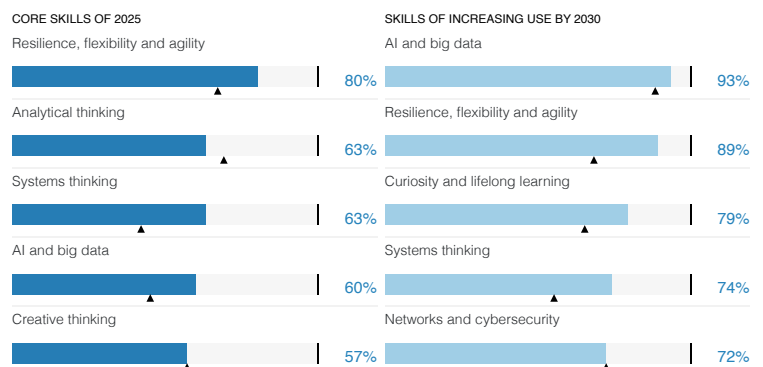 CORE SKILLS OF 2025
Resilience, flexibility and agility
80%
Analytical thinking
63%
Systems thinking
63%
AI and big data
60%
Creative thinking
57%
SKILLS OF INCREASING USE BY 2030
AI and big data
93%
Resilience, flexibility and agility
89%
Curiosity and lifelong learning
79%
Systems thinking
74%
Networks and cybersecurity
72%